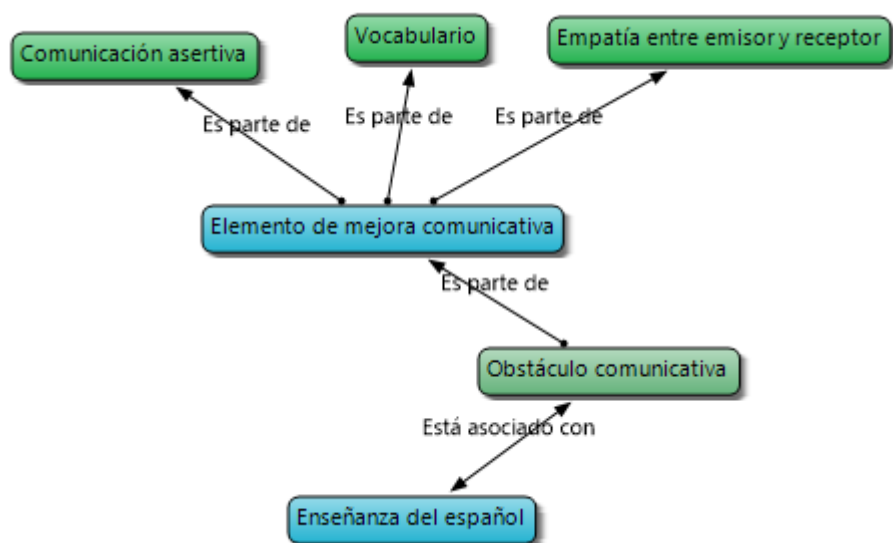 Vocabulario
Empatía entre emisor y receptor
Comunicación asertiva
Es parte de
Es parte de
Es parte de
Elemento de mejora comunicativa
Es parte de
Obstáculo comunicativa
Está asociado con
Enseñanza del español